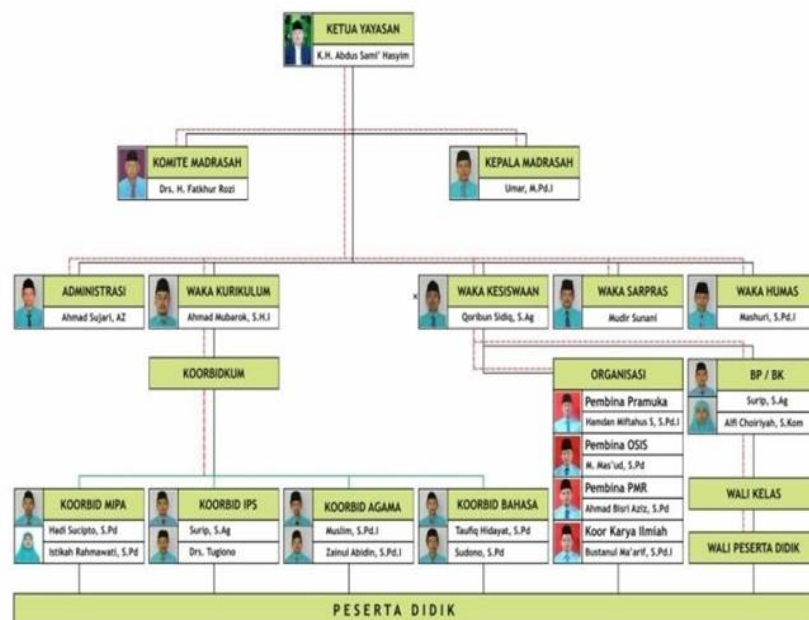 KETUA YAYASAN
K.H. Abdus Sami' Hasyim
KOMITE MADRASAH
Drs. H. Fatkhur Rozi
KEPALA MADRASAH
Umar, M.Pd.I
ADMINISTRASI
Ahmad Sujari, AZ
WAKA KURIKULUM
Ahmad Mubarok, S.H.I
x
WAKA KESISWAAN
Qoribun Sidiq, S.Ag
WAKA SARPRAS
Mudir Sunani
WAKA HUMAS
Mashuri, S.Pd.I
KOORBIDKUM
ORGANISASI
Pembina Pramuka
Hamdan Miftahus S, S.Pd.I
Pembina OSIS
M. Mas'ud, S.Pd
Pembina PMR
Ahmad Bisri Aziz, S.Pd
Koor Karya Ilmiah
Bustanul Ma'arif, S.Pd.I
BP / BK
Surip, S.Ag
Alfi Choiriyah, S.Kom
WALI KELAS
WALI PESERTA DIDIK
KOORBID MIPA
Hadi Sucipto, S.Pd
Istikah Rahmawati, S.Pd
KOORBID IPS
Surip, S.Ag
Drs. Tugiono
KOORBID AGAMA
Muslim, S.Pd.I
Zainul Abidin, S.Pd.I
KOORBID BAHASA
Taufiq Hidayat, S.Pd
Sudono, S.Pd
PESERTA DIDIK